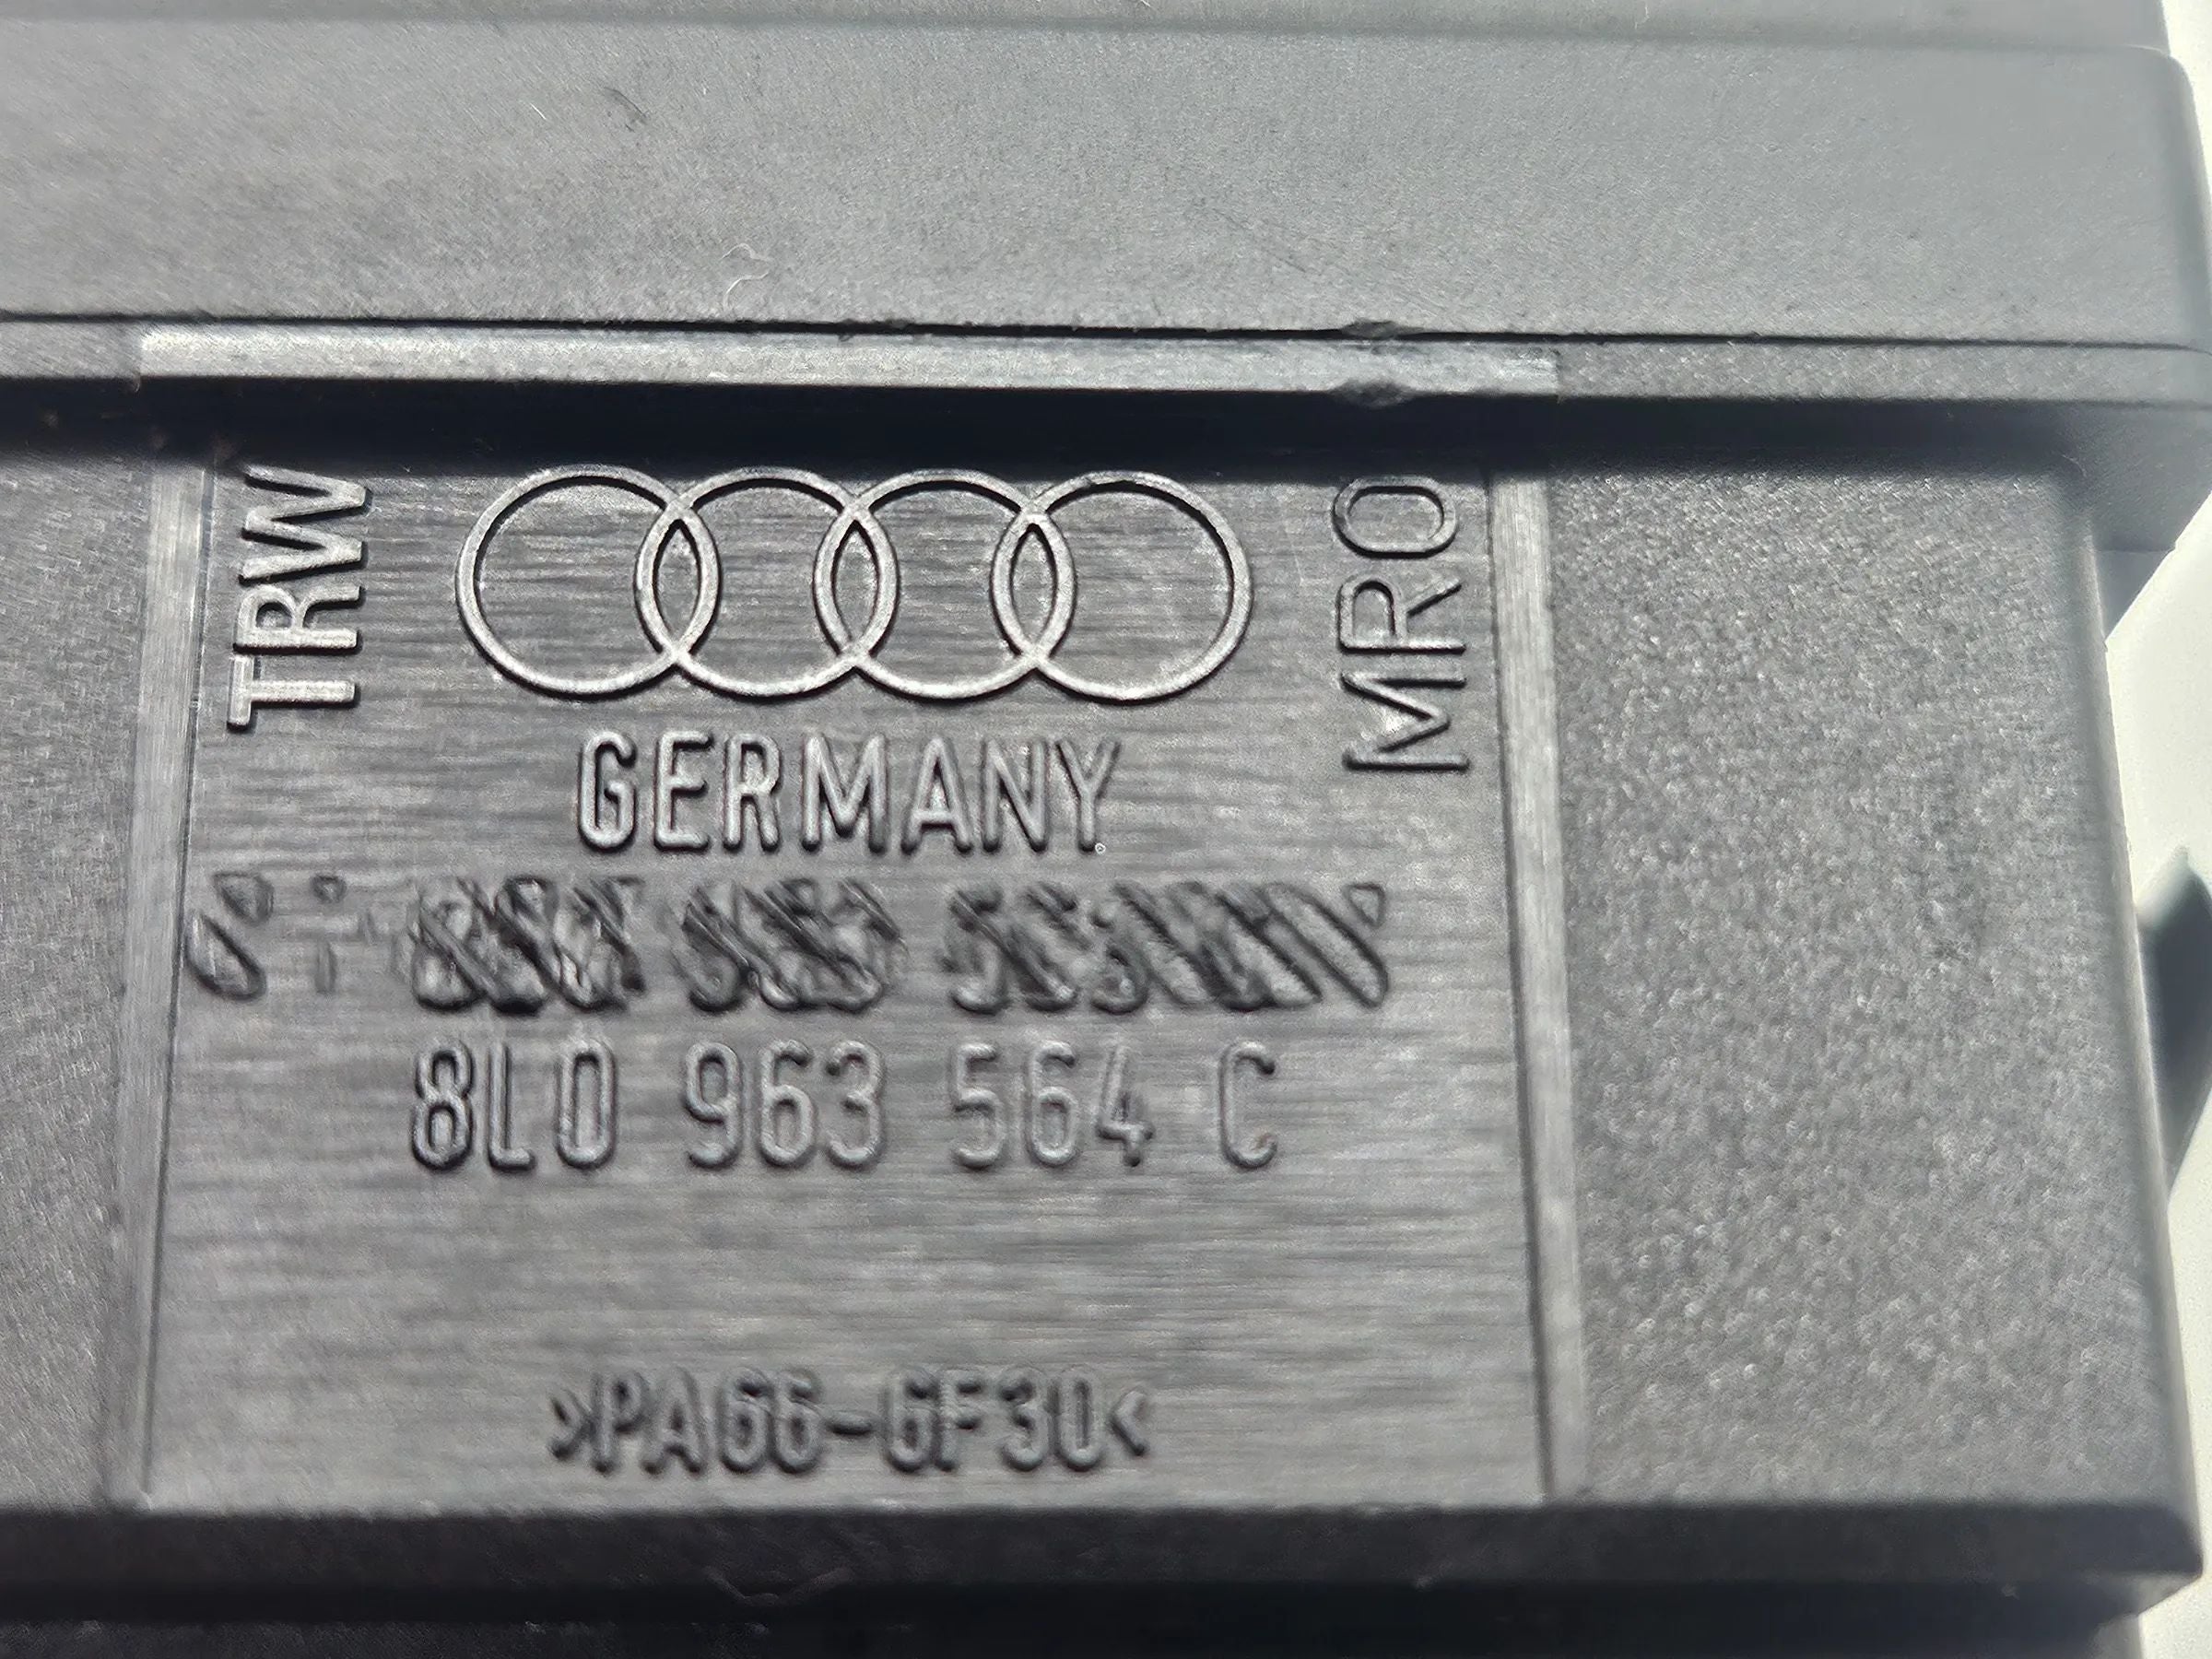 TRW
MRO
GERMANY
8L0 963 564 C
>PA66-GF30<